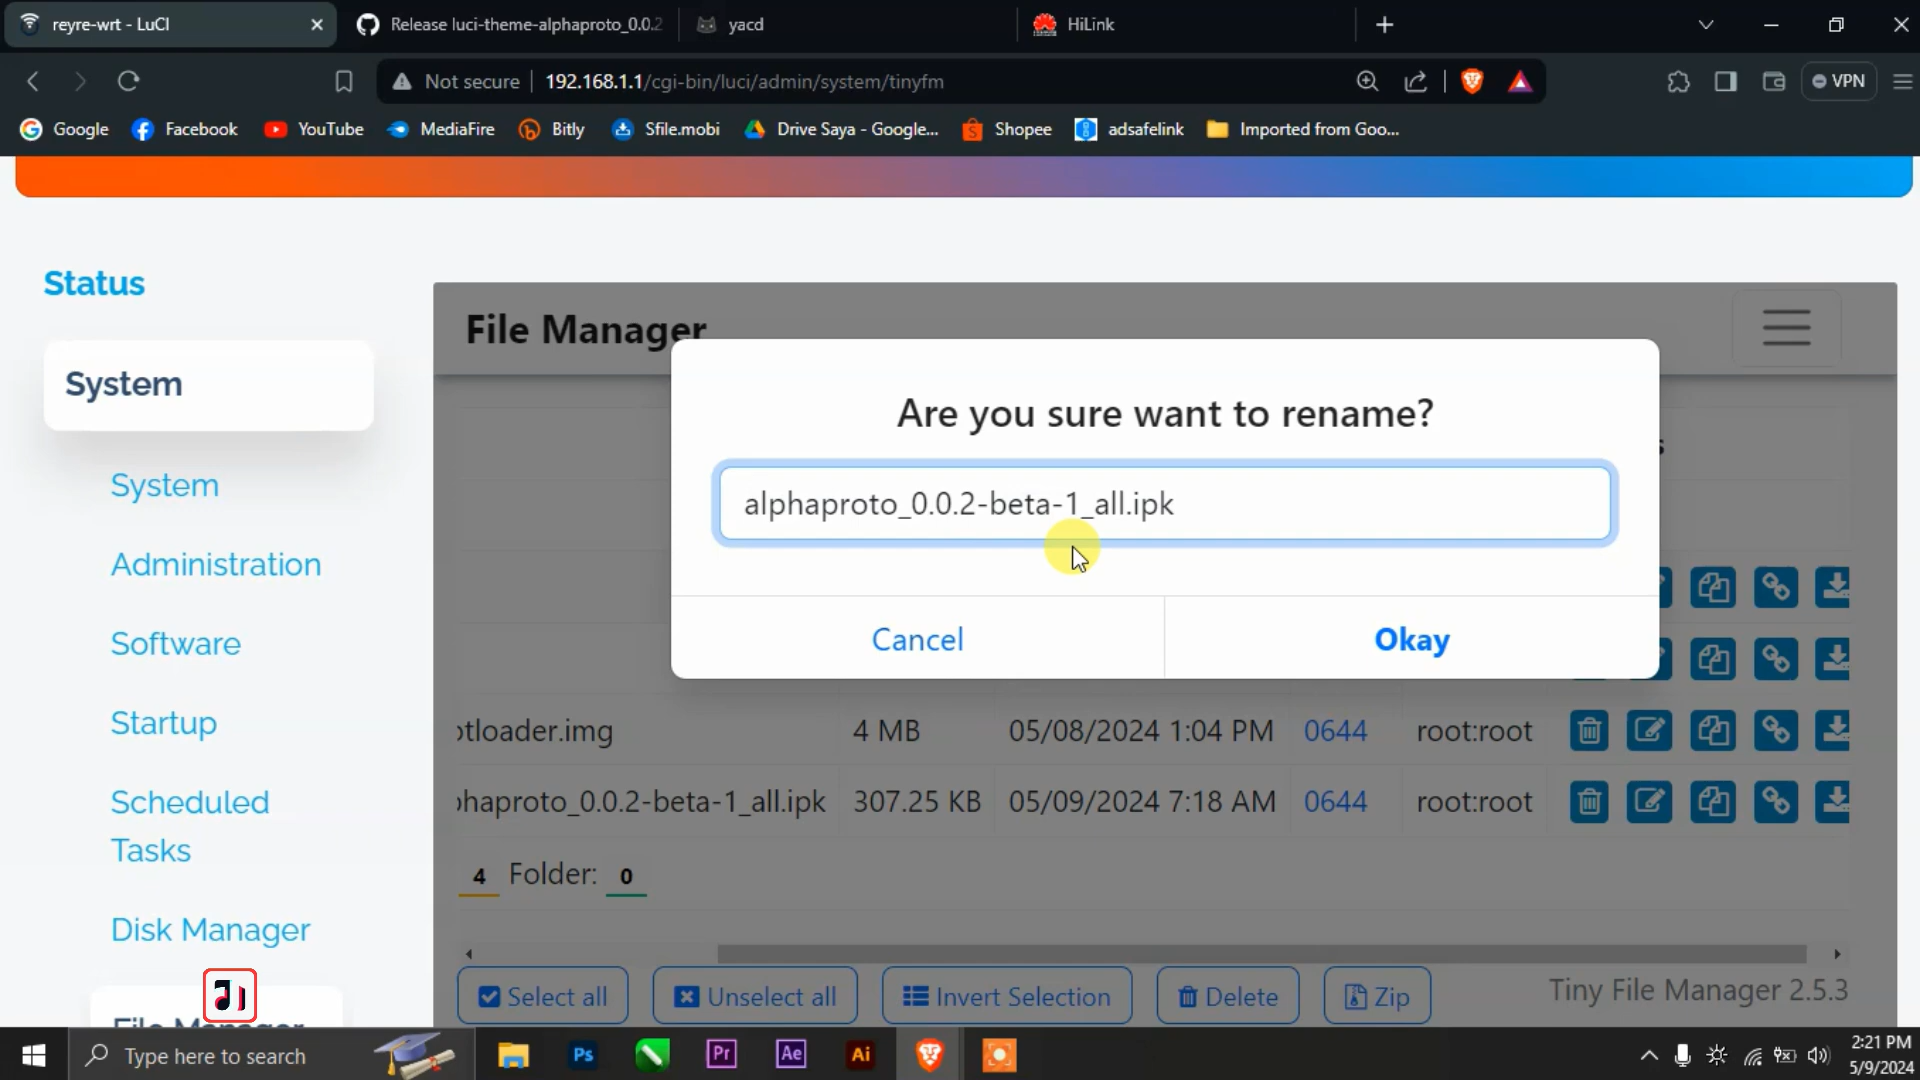 reyre-wrt - LuCI
Release luci-theme-alphaproto_0.0.2
yacd
HiLink
Not secure
192.168.1.1/cgi-bin/luci/admin/system/tinyfm
VPN
Google
Facebook
YouTube
MediaFire
Bitly
Sfile.mobi
Drive Saya - Google...
Shopee
adsafelink
Imported from Goo...
Status
System
System
Administration
Software
Startup
Scheduled
Tasks
Disk Manager
File Manager
File Manager
Are you sure want to rename?
alphaproto_0.0.2-beta-1_all.ipk
Cancel
Okay
otloader.img 4 MB 05/08/2024 1:04 PM 0644 root:root
phaproto_0.0.2-beta-1_all.ipk 307.25 KB 05/09/2024 7:18 AM 0644 root:root
4 Folder: 0
Select all
Unselect all
Invert Selection
Delete
Zip
Tiny File Manager 2.5.3
Type here to search
Ps
Pr
Ae
Ai
2:21 PM
5/9/2024